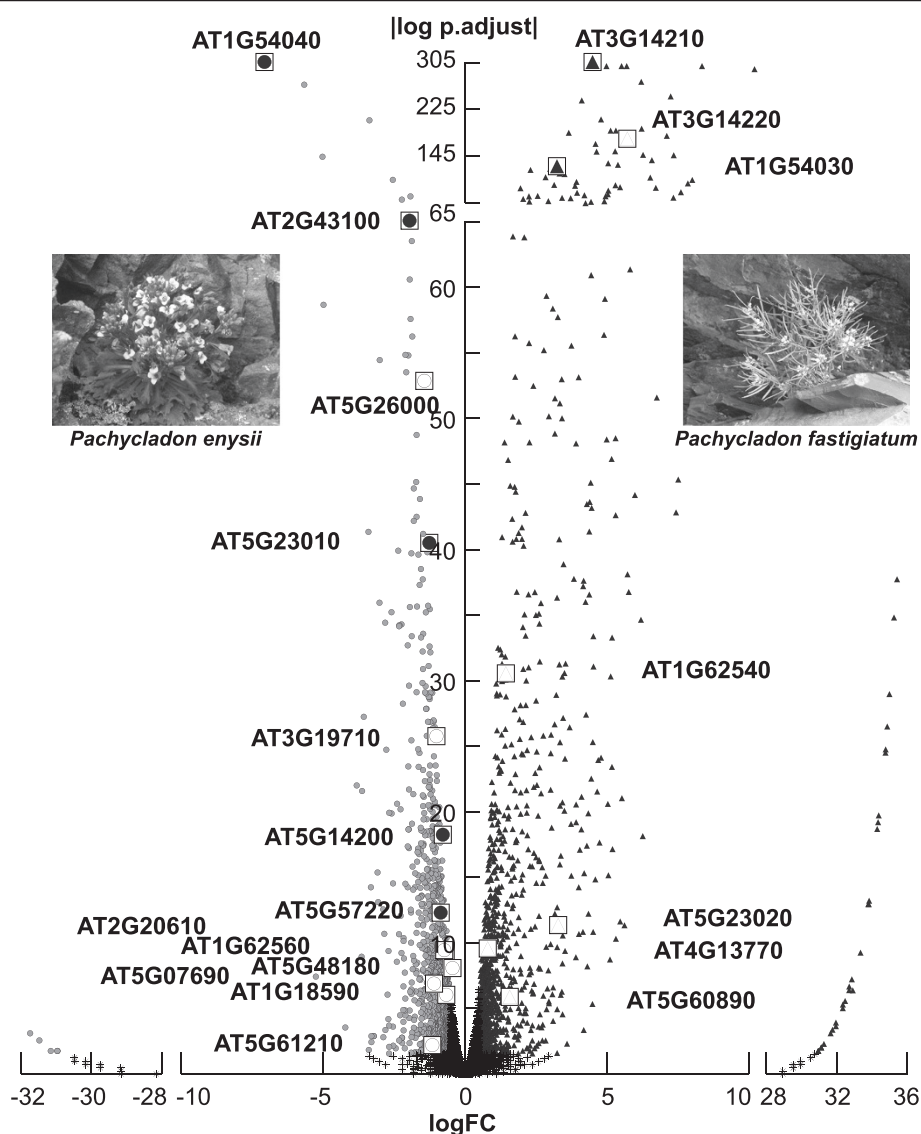 |log p.adjust|
AT1G54040
AT3G14210
305
225
AT3G14220
145
AT1G54030
65
AT2G43100
60
AT5G26000
50
Pachycladon enysii
Pachycladon fastigiatum
AT5G23010
40
AT1G62540
30
AT3G19710
20
AT5G14200
AT5G57220
AT2G20610
AT5G23020
AT1G62560
10
AT4G13770
AT5G07690
AT5G48180
AT1G18590
AT5G60890
AT5G61210
-32 -30 -28 -10 -5 0 5 10 28 32 36
logFC